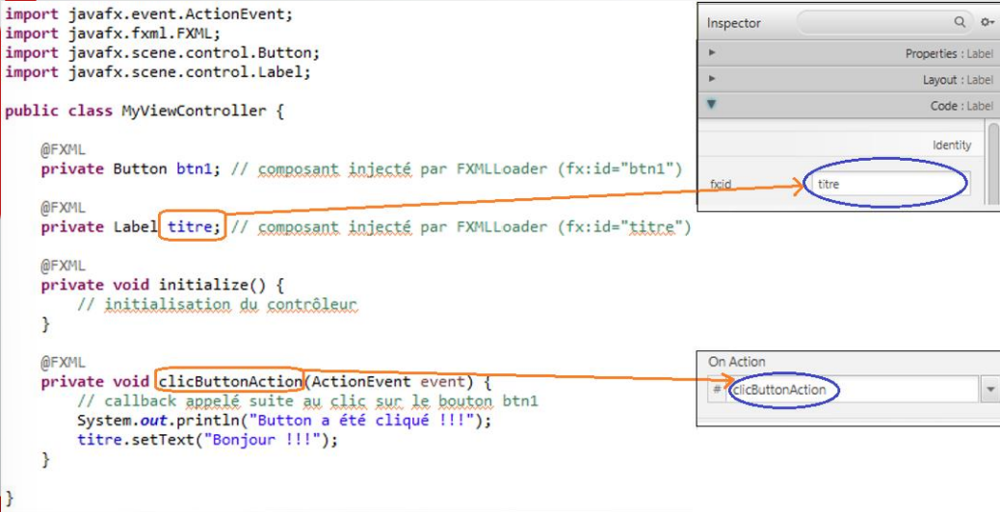 import javafx.event.ActionEvent;
import javafx.fxml.FXML;
import javafx.scene.control.Button;
import javafx.scene.control.Label;
public class MyViewController {
@FXML
private Button btn1; // composant injecté par FXMLLoader (fx:id="btn1")
@FXML
private Label titre; // composant injecté par FXMLLoader (fx:id="titre")
@FXML
private void initialize() {
// initialisation du contrôleur
}
@FXML
private void clicButtonAction(ActionEvent event) {
// callback appelé suite au clic sur le bouton btn1
System.out.println("Button a été cliqué !!!");
titre.setText("Bonjour !!!");
}
}
Inspector
Properties : Label
Layout : Label
Code : Label
Identity
fx:id titre
On Action
# clicButtonAction